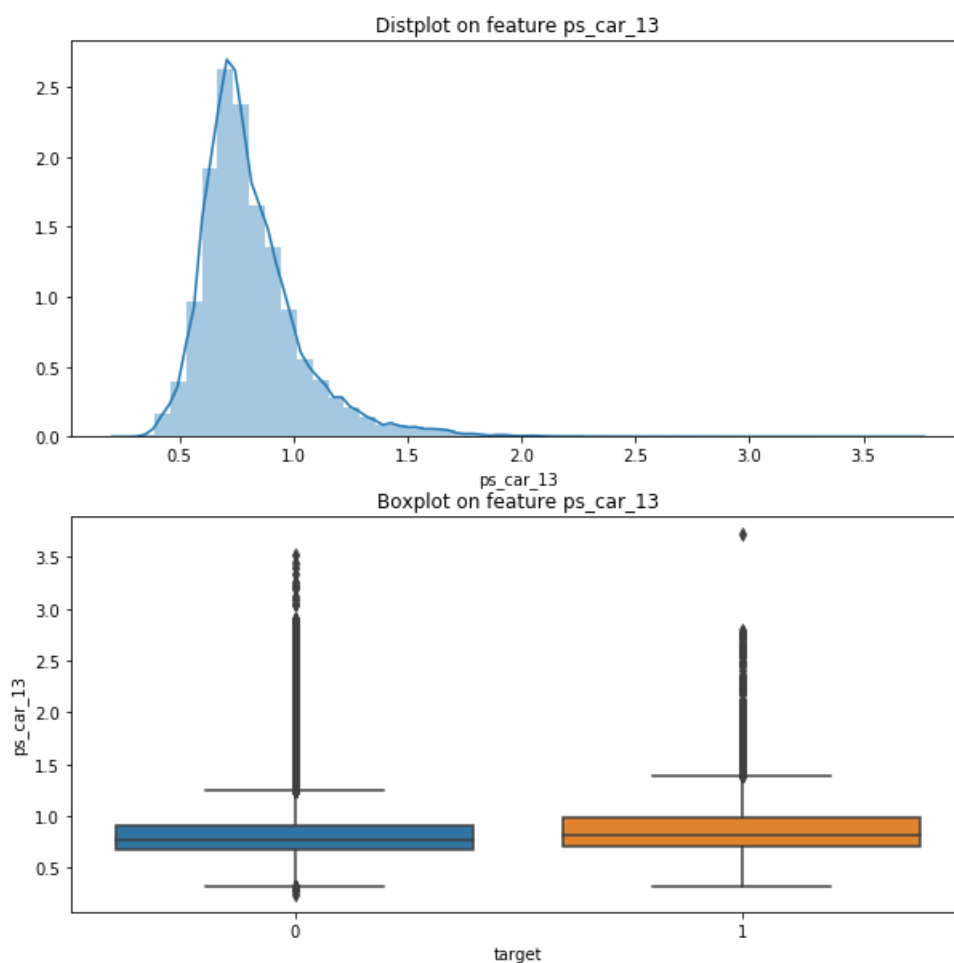 Distplot on feature ps_car_13
2.5
2.0
1.5
1.0
0.5
0.0
0.5 1.0 1.5 2.0 2.5 3.0 3.5
ps_car_13
Boxplot on feature ps_car_13
3.5
3.0
2.5
2.0
1.5
1.0
0.5
ps_car_13
0 1
target